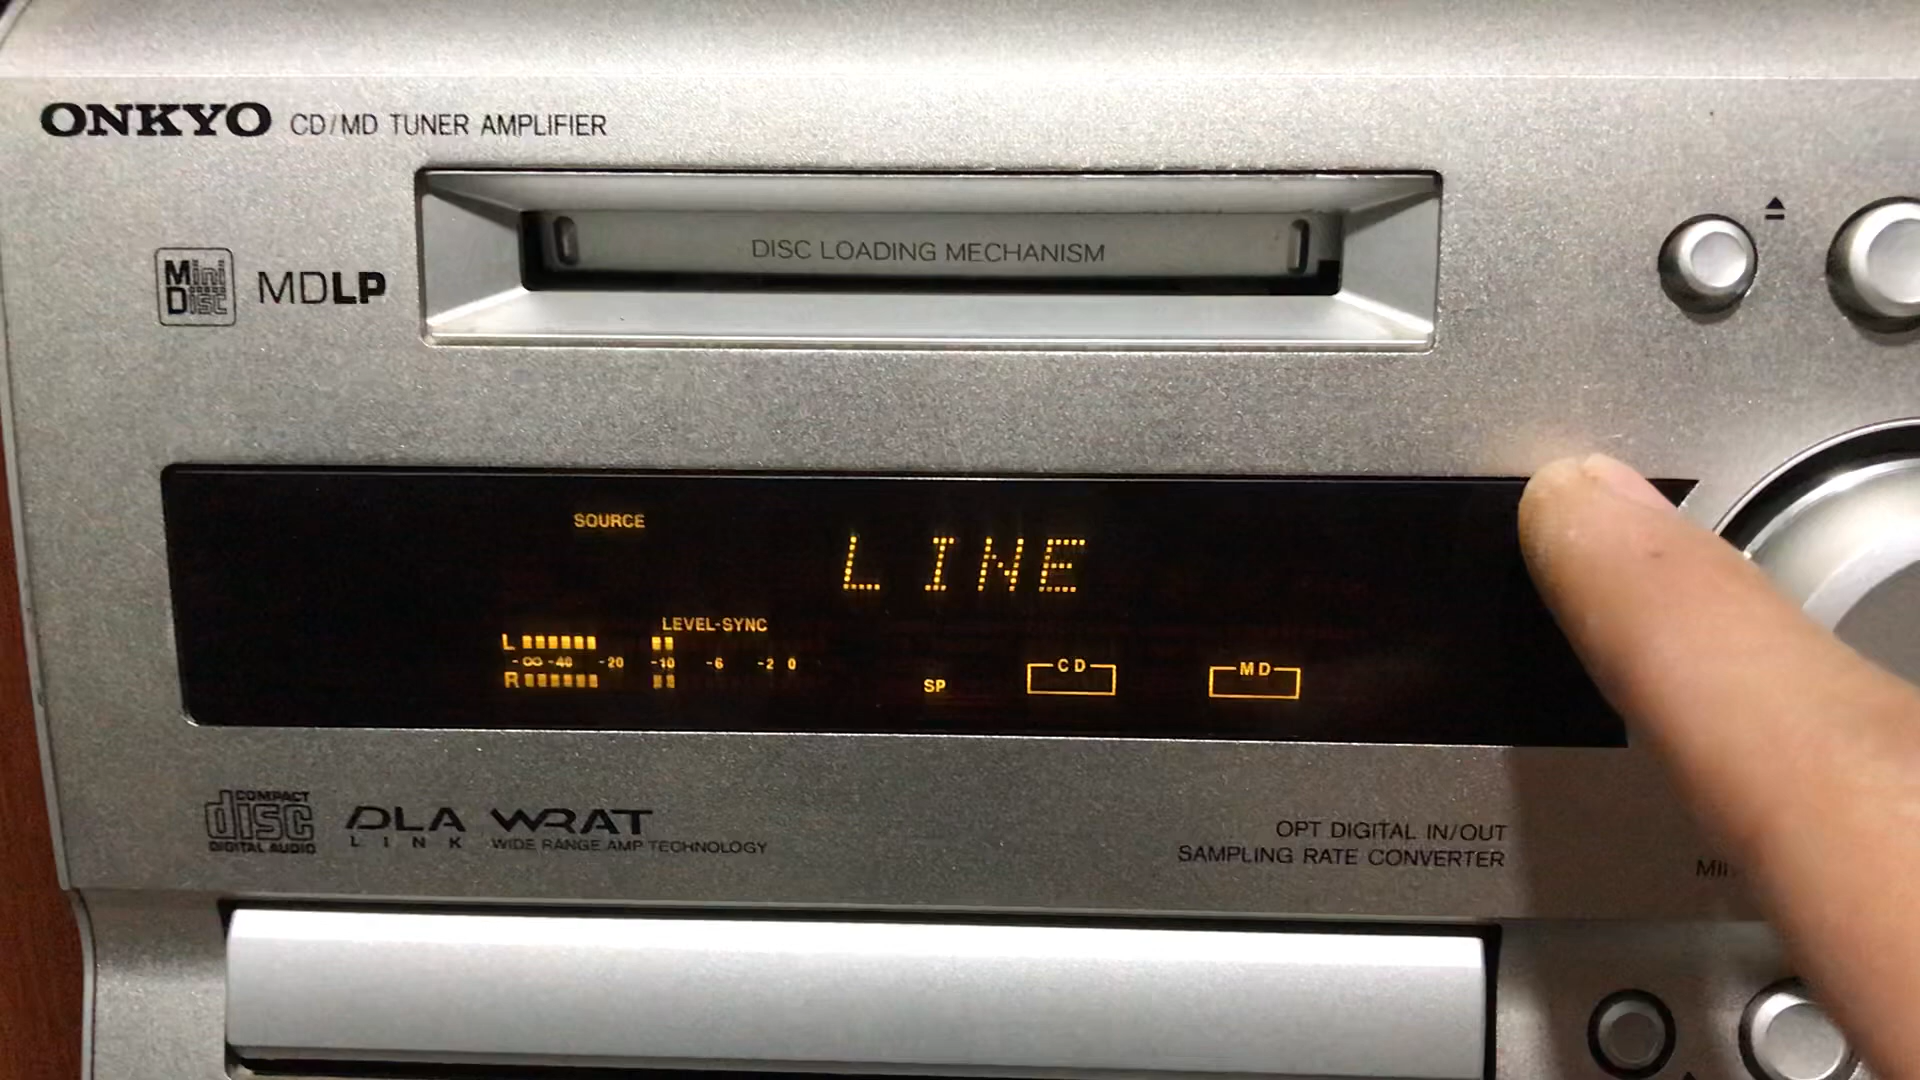 ONKYO CD/MD TUNER AMPLIFIER
DISC LOADING MECHANISM
Mini Disc MDLP
SOURCE
LINE
LEVEL-SYNC
L
-∞ -40 -20 -10 -6 -2 0
R
SP
CD
MD
COMPACT disc DIGITAL AUDIO
DLA LINK
WRAT
WIDE RANGE AMP TECHNOLOGY
OPT DIGITAL IN/OUT
SAMPLING RATE CONVERTER